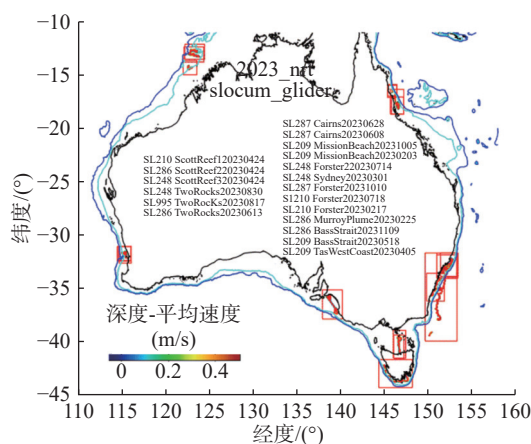 -10
-15
-20
-25
-30
-35
-40
-45
纬度/(°)
2023_nrt
slocum_glider
SL287 Cairns20230628
SL287 Cairns20230608
SL209 MissionBeach20231005
SL209 MissionBeach20230203
SL248 Forster220230714
SL248 Sydney20230301
SL287 Forster20231010
S1210 Forster20230718
SL210 Forster20230217
SL286 MurroyPlume20230225
SL286 BassStrait20231109
SL209 BassStrait20230518
SL209 TasWestCoast20230405
SL210 ScottReef120230424
SL286 ScottReef220230424
SL248 ScottReef320230424
SL248 TwoRocks20230830
SL995 TwoRocKs20230817
SL286 TwoRocks20230613
深度-平均速度
(m/s)
0 0.2 0.4
110 115 120 125 130 135 140 145 150 155 160
经度/(°)